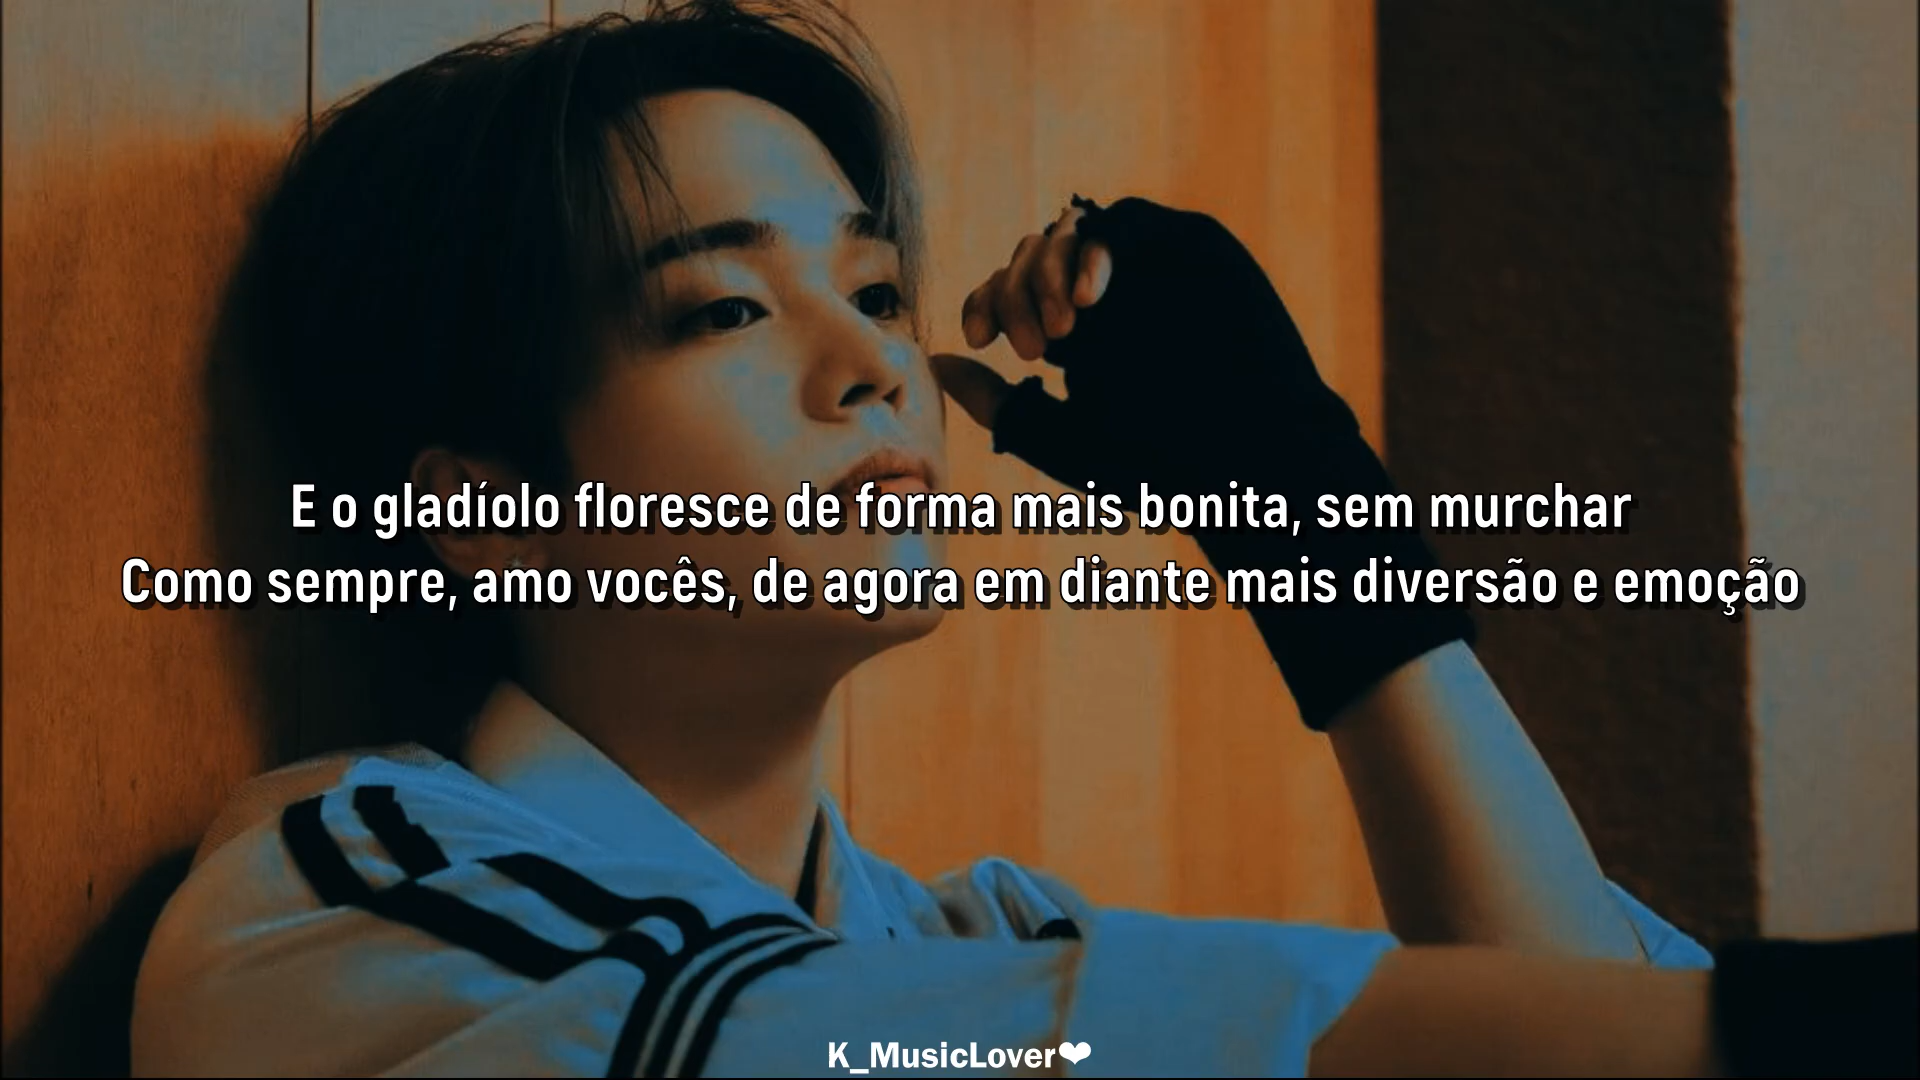 E o gladíolo floresce de forma mais bonita, sem murchar
Como sempre, amo vocês, de agora em diante mais diversão e emoção
K_MusicLover❤